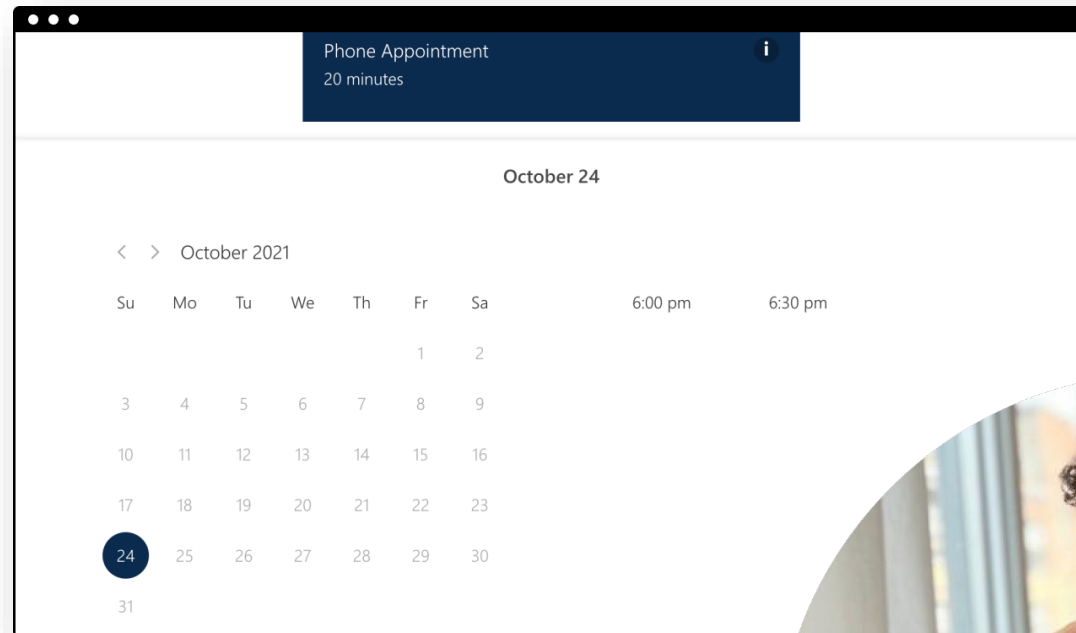 Phone Appointment
20 minutes
i
October 24
October 2021
Su Mo Tu We Th Fr Sa
6:00 pm 6:30 pm
1 2
3 4 5 6 7 8 9
10 11 12 13 14 15 16
17 18 19 20 21 22 23
24 25 26 27 28 29 30
31